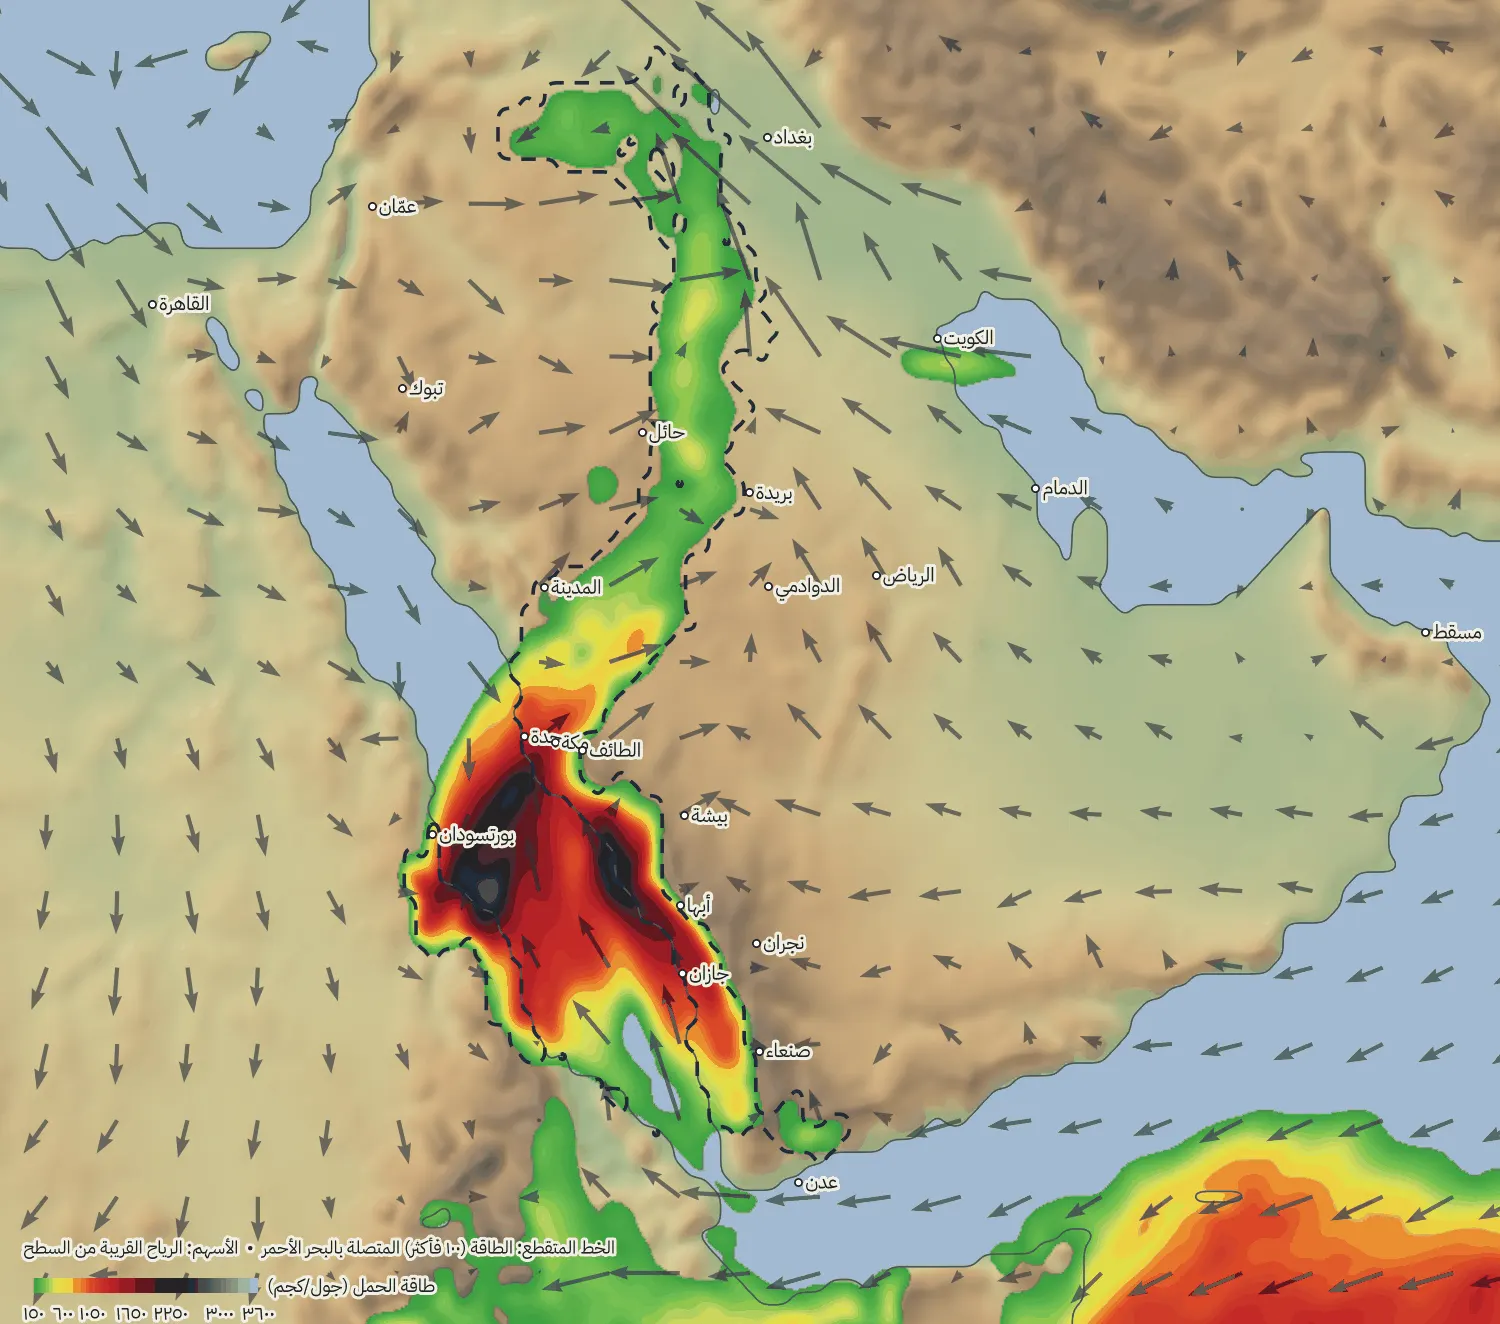 بغداد
عمّان
القاهرة
الكويت
تبوك
حائل
الدمام
بريدة
الرياض
الدوادمي
المدينة
مسقط
جدة
مكة
الطائف
بيشة
بورتسودان
أبها
نجران
جازان
صنعاء
عدن
الخط المتقطع: الطاقة (١٠٠ فأكثر) المتصلة بالبحر الأحمر • الأسهم: الرياح القريبة من السطح
طاقة الحمل (جول/كجم)
١٥٠ ٦٠٠ ١٠٥٠ ١٦٥٠ ٢٢٥٠ ٣٠٠٠ ٣٦٠٠